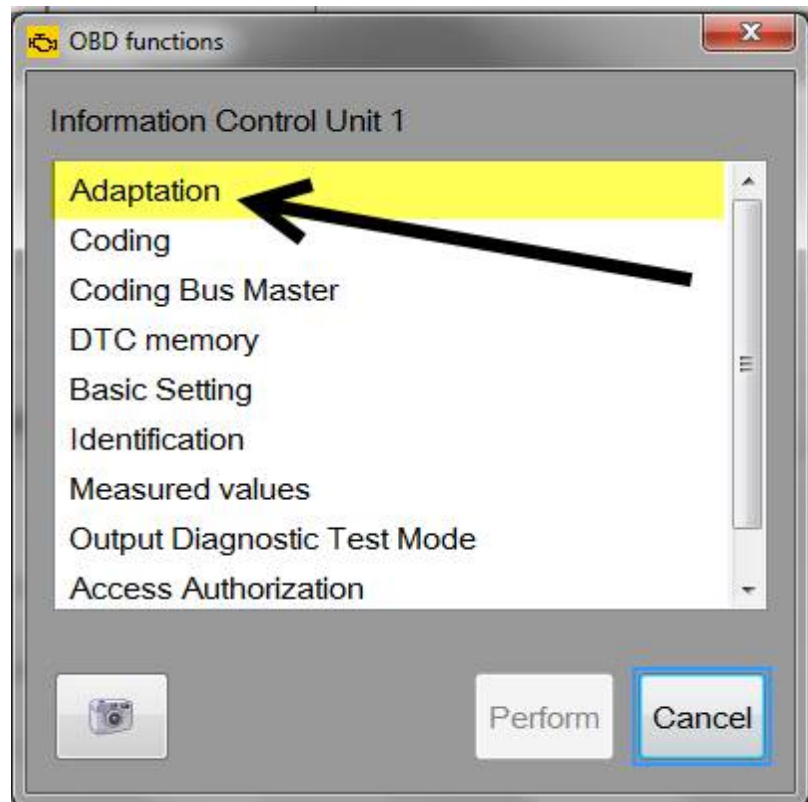 OBD functions
Information Control Unit 1
Adaptation
Coding
Coding Bus Master
DTC memory
Basic Setting
Identification
Measured values
Output Diagnostic Test Mode
Access Authorization
Perform
Cancel